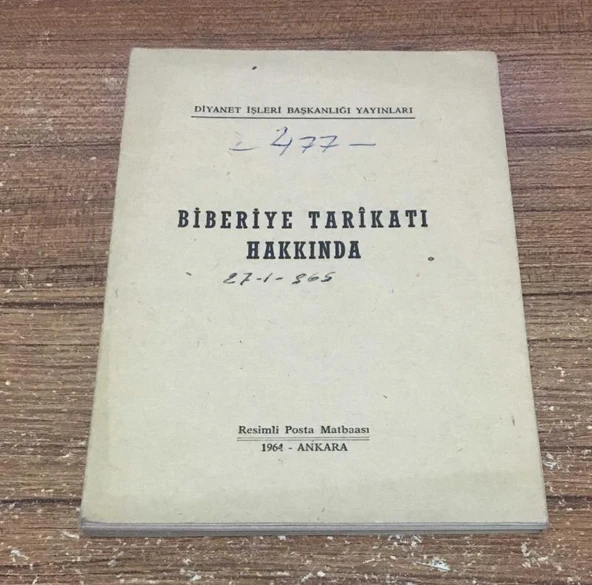 DİYANET İŞLERİ BAŞKANLIĞI YAYINLARI
- 477 -
BİBERİYE TARÎKATI
HAKKINDA
27-1-965
Resimli Posta Matbaası
1964 - ANKARA